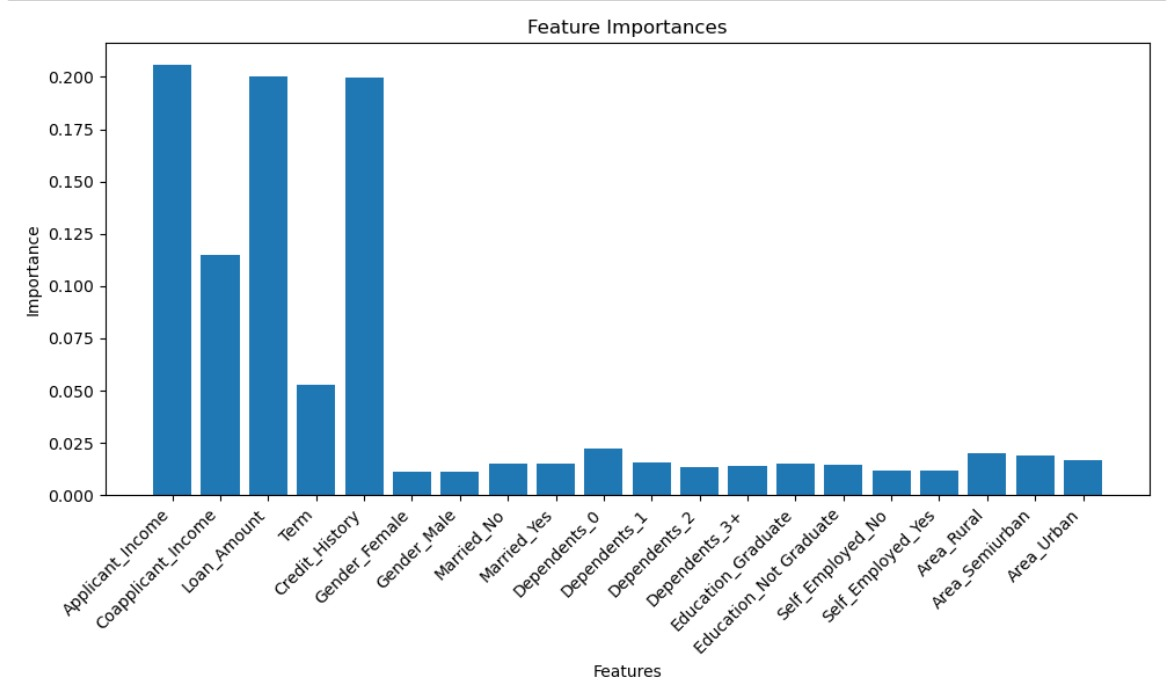 Feature Importances
0.200
0.175
0.150
0.125
0.100
0.075
0.050
0.025
0.000
Importance
Applicant_Income
Coapplicant_Income
Loan_Amount
Term
Credit_History
Gender_Female
Gender_Male
Married_No
Married_Yes
Dependents_0
Dependents_1
Dependents_2
Dependents_3+
Education_Graduate
Education_Not Graduate
Self_Employed_No
Self_Employed_Yes
Area_Rural
Area_Semiurban
Area_Urban
Features